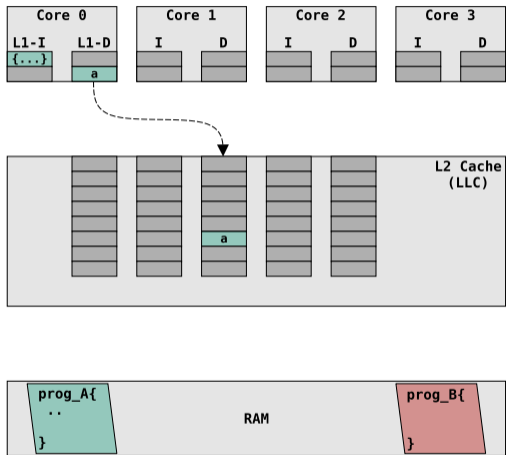 Core 0 Core 1 Core 2 Core 3
L1-I L1-D I D I D I D
{...}
a
L2 Cache
(LLC)
a
prog_A{
..
}
RAM
prog_B{
}